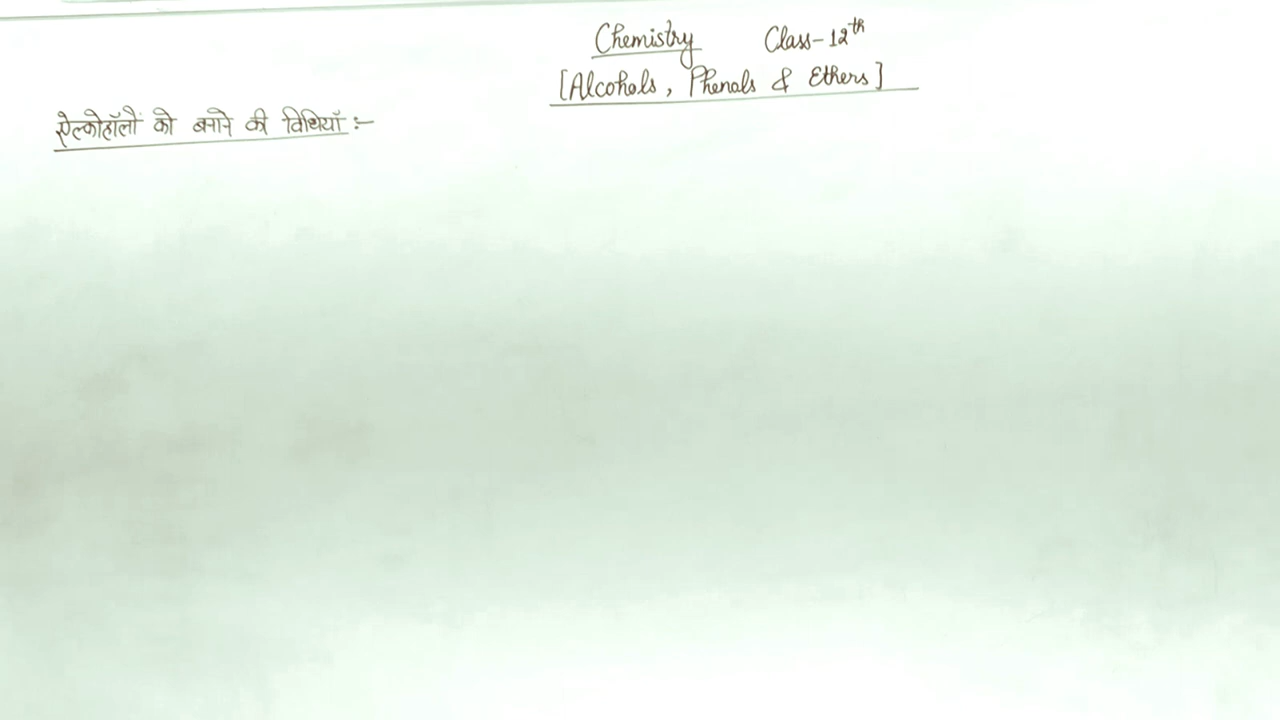 Chemistry Class-12th
[Alcohols, Phenols & Ethers]
ऐल्कोहॉलों को बनाने की विधियाँ :-